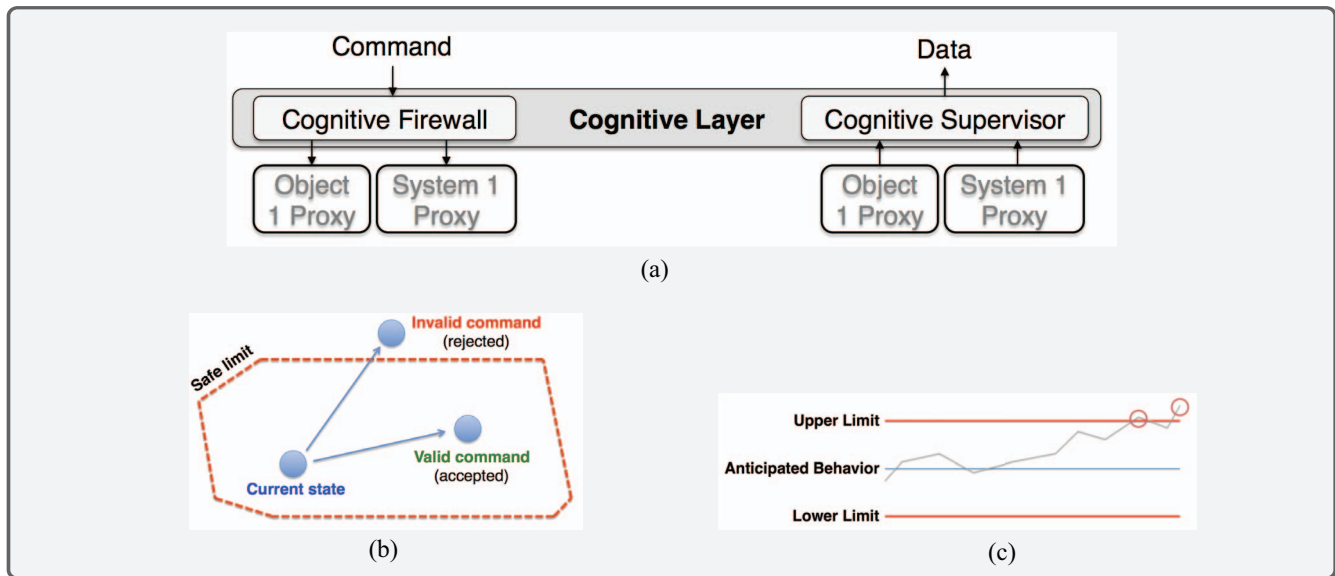 Command
Data
Cognitive Firewall
Cognitive Layer
Cognitive Supervisor
Object
1 Proxy
System 1
Proxy
Object
1 Proxy
System 1
Proxy
(a)
Invalid command
(rejected)
Safe limit
Valid command
(accepted)
Current state
(b)
Upper Limit
Anticipated Behavior
Lower Limit
(c)